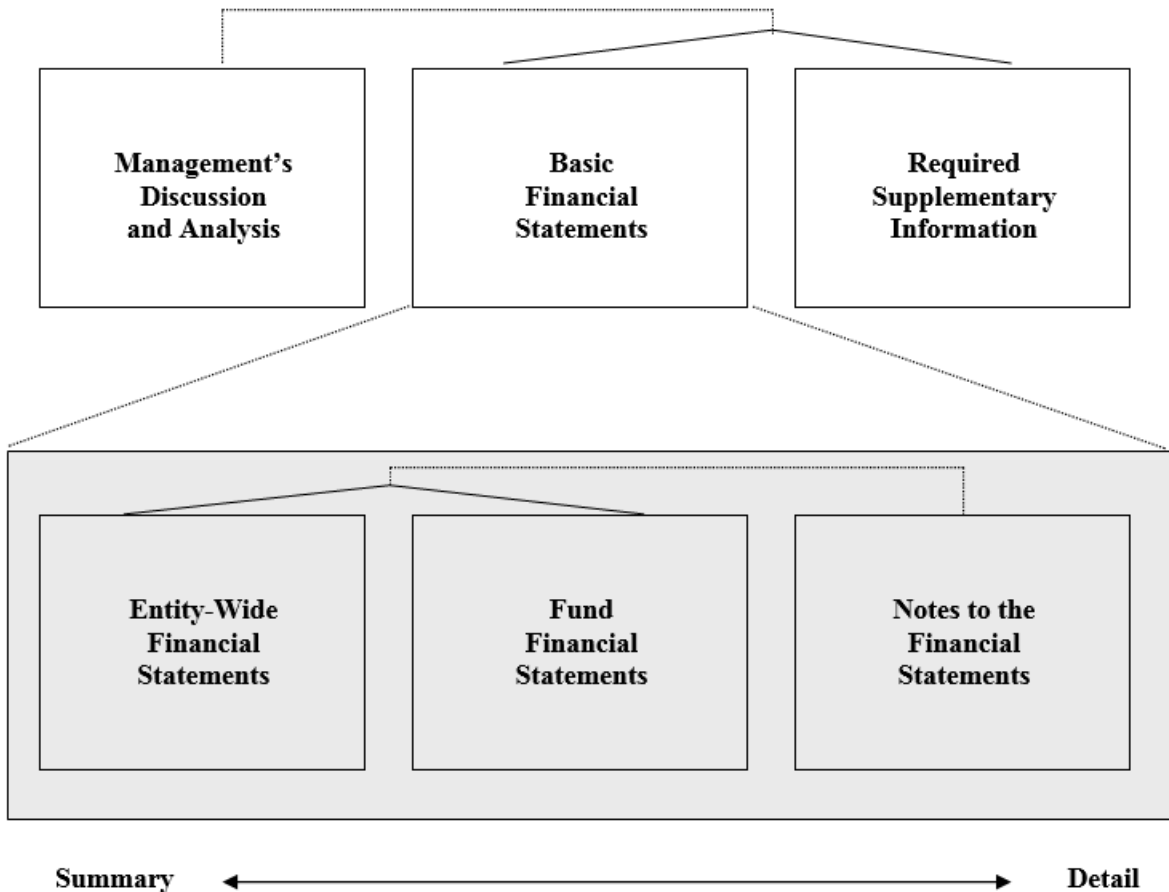 Management’s
Discussion
and Analysis
Basic
Financial
Statements
Required
Supplementary
Information
Entity-Wide
Financial
Statements
Fund
Financial
Statements
Notes to the
Financial
Statements
Summary
Detail